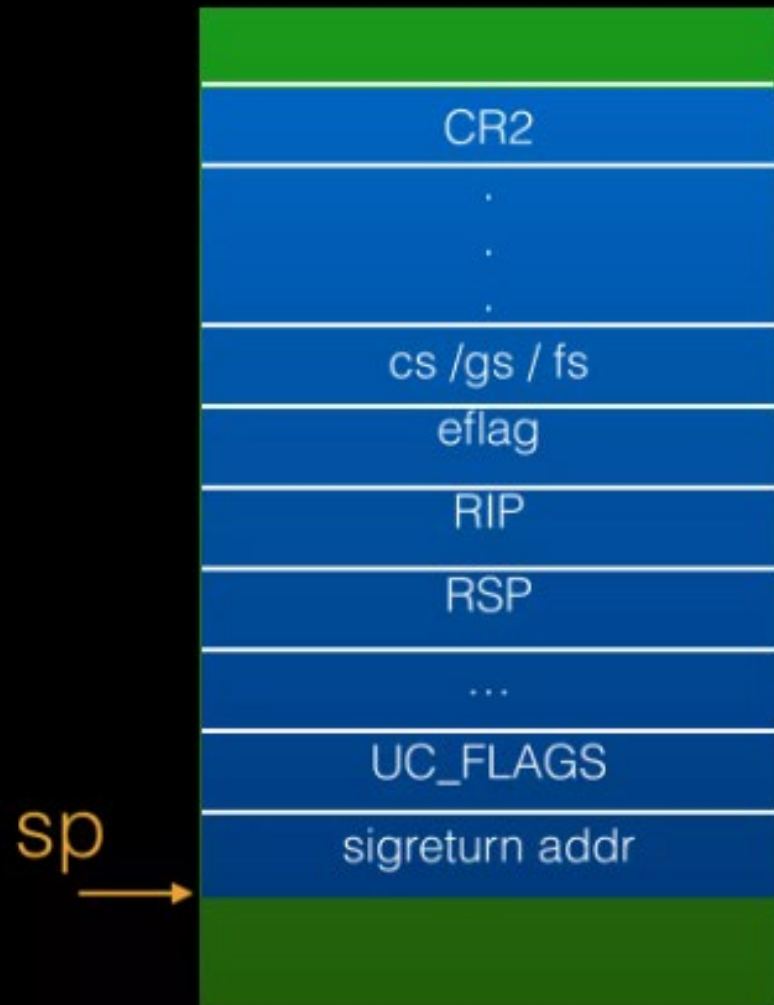 CR2
.
.
.
cs /gs / fs
eflag
RIP
RSP
...
UC_FLAGS
sp
sigreturn addr